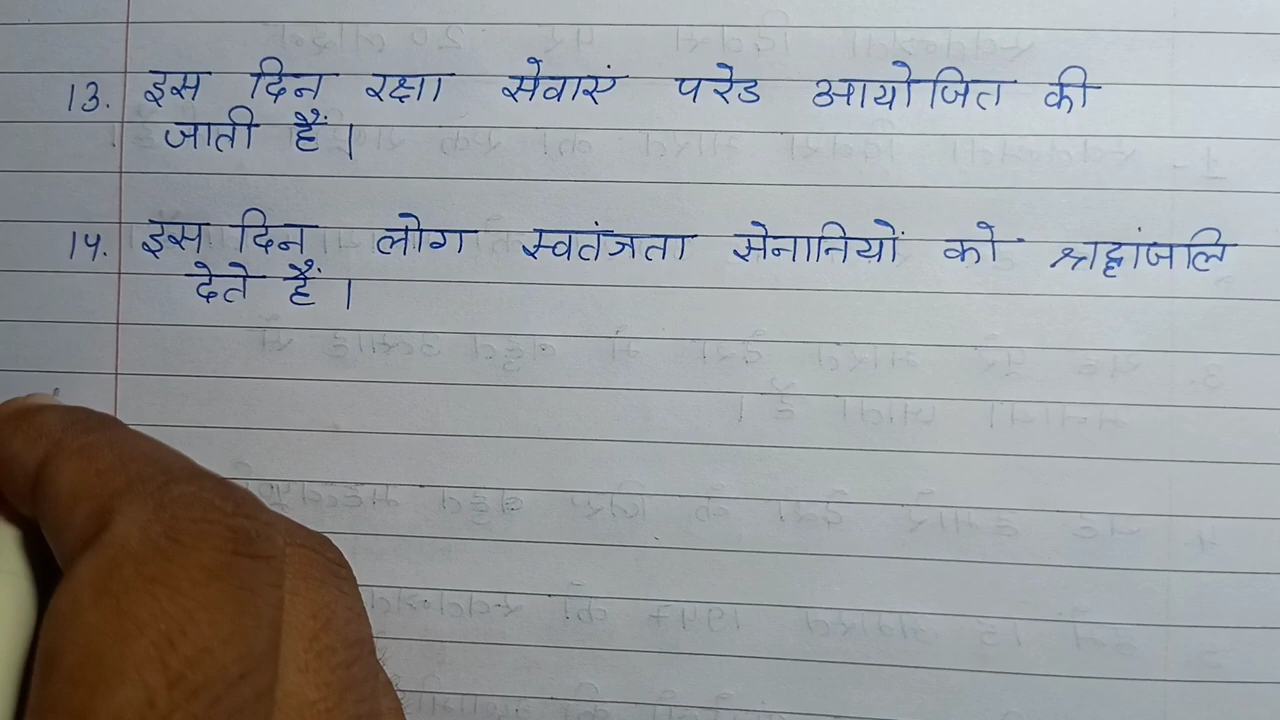 13. इस दिन रक्षा सेवाएं परेड आयोजित की
जाती हैं।
14. इस दिन लोग स्वतंत्रता सेनानियों को श्रद्धांजलि
देते हैं।